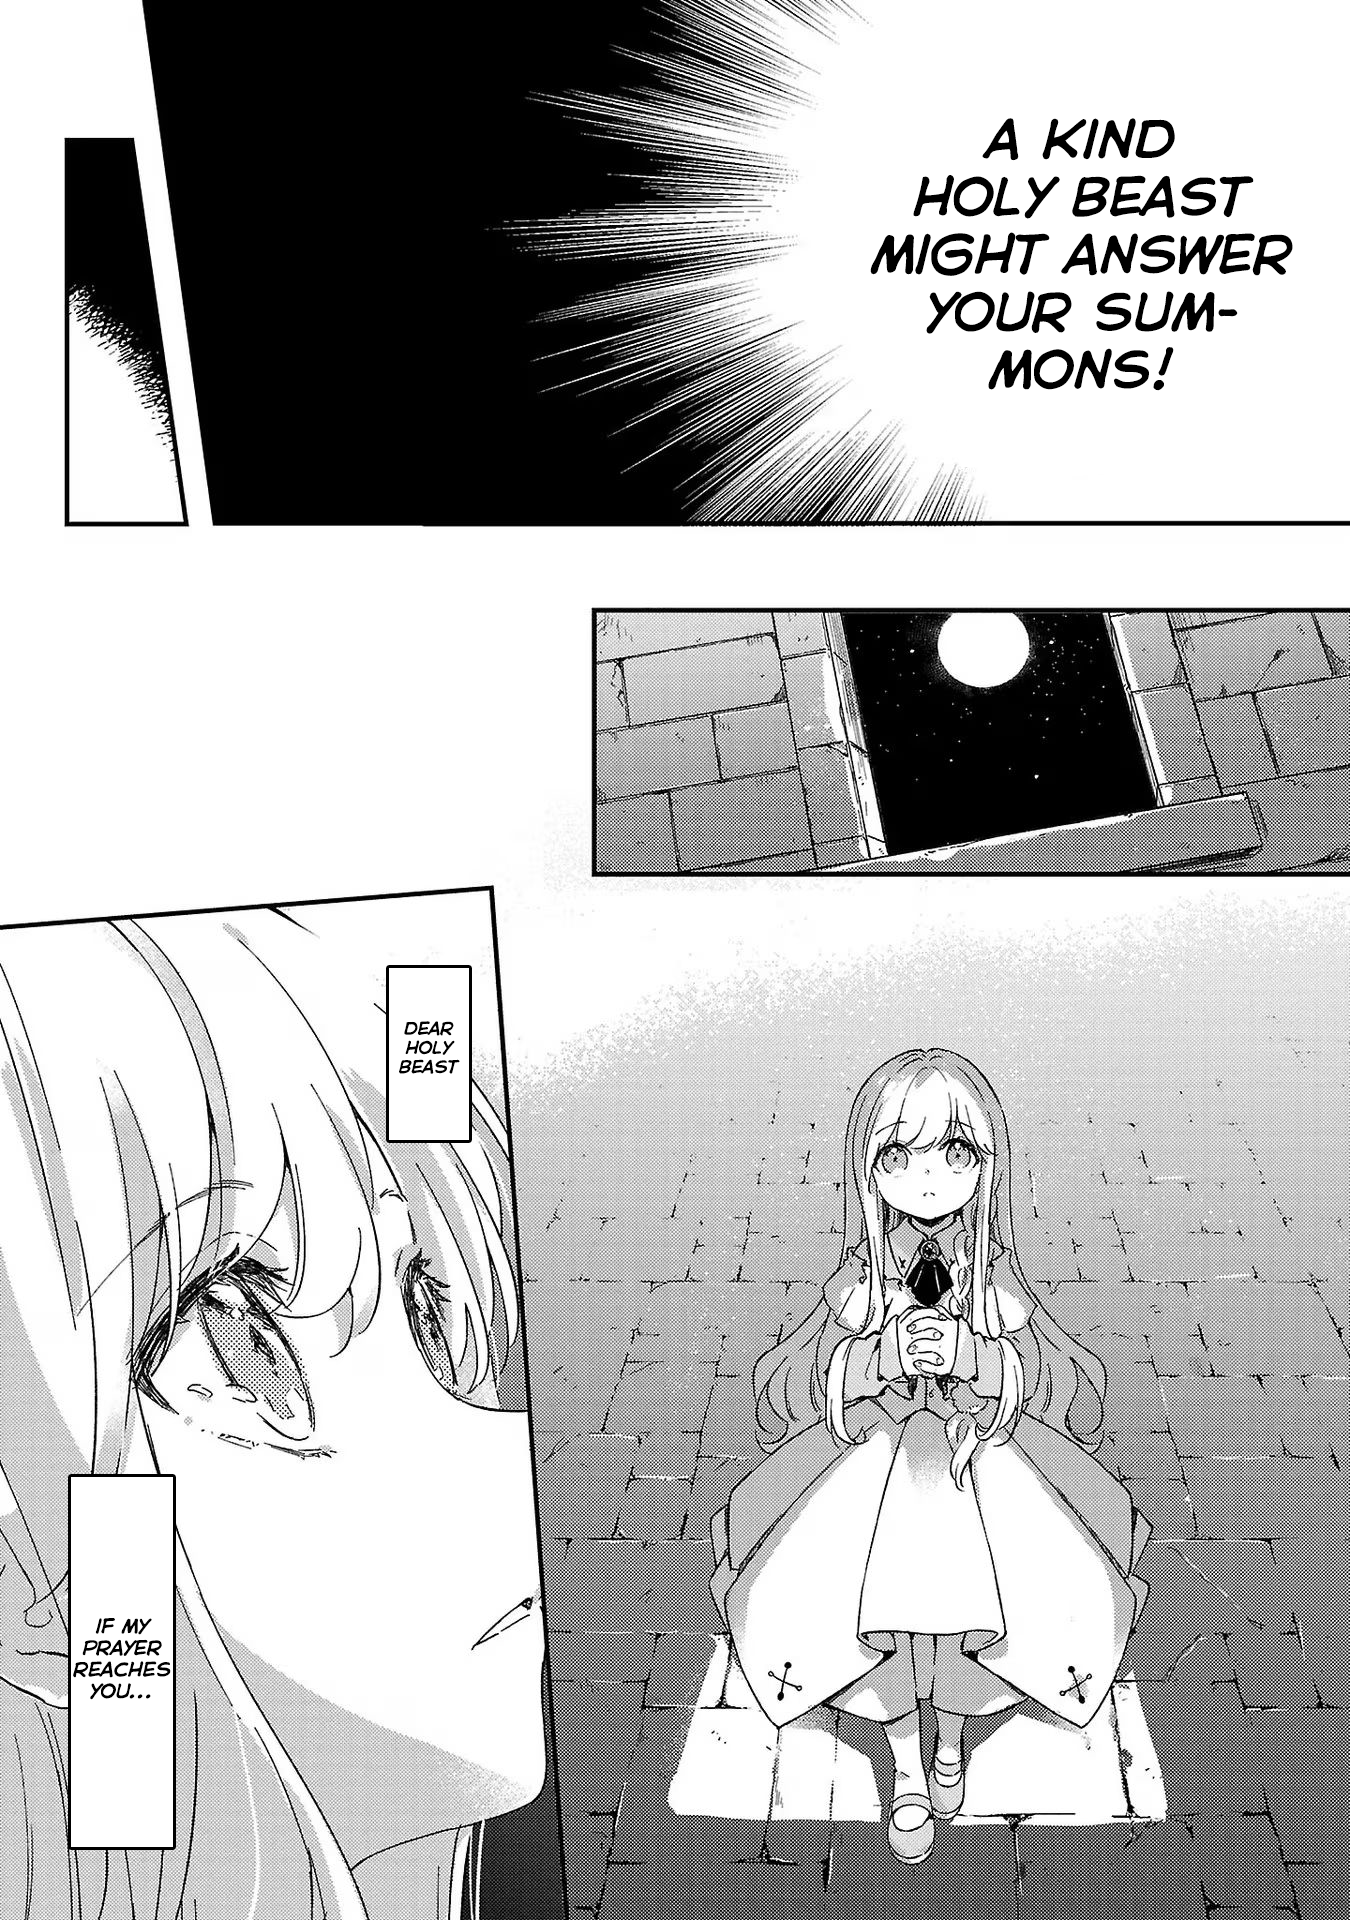 A KIND
HOLY BEAST
MIGHT ANSWER
YOUR SUM-
MONS!
DEAR
HOLY
BEAST
IF MY
PRAYER
REACHES
YOU...